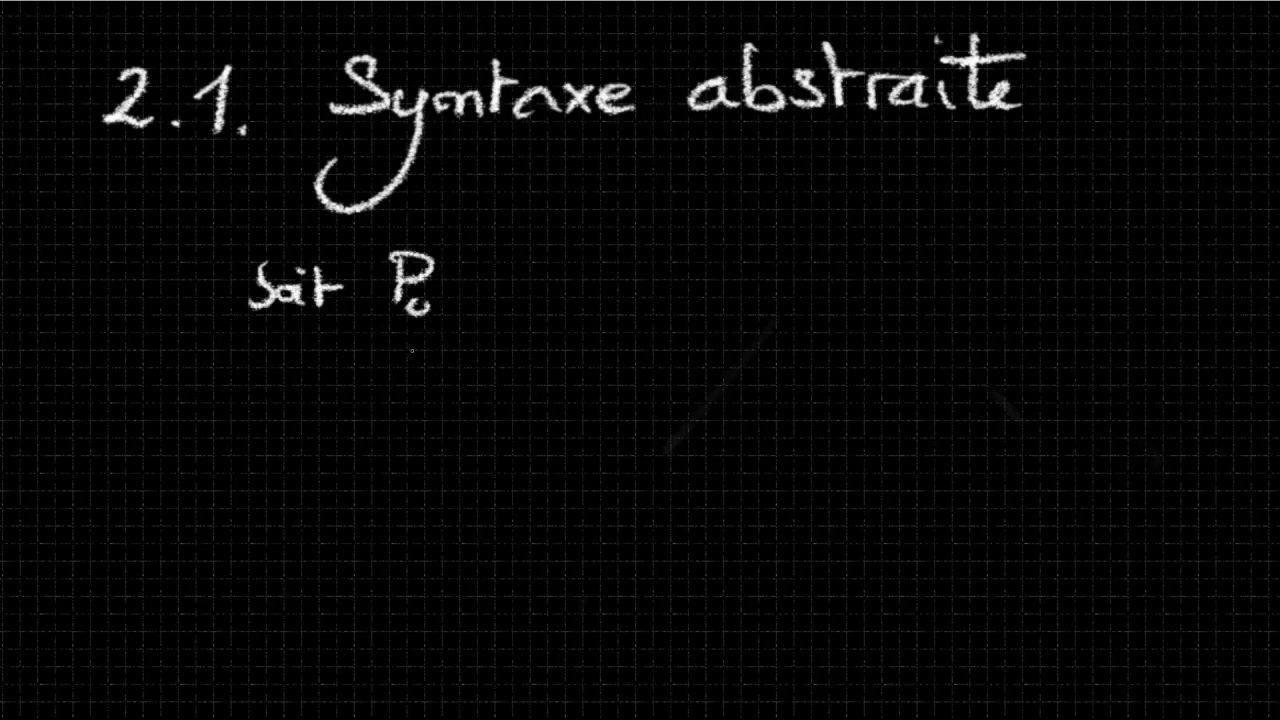 2.1. Syntaxe abstraite
Soit P₀